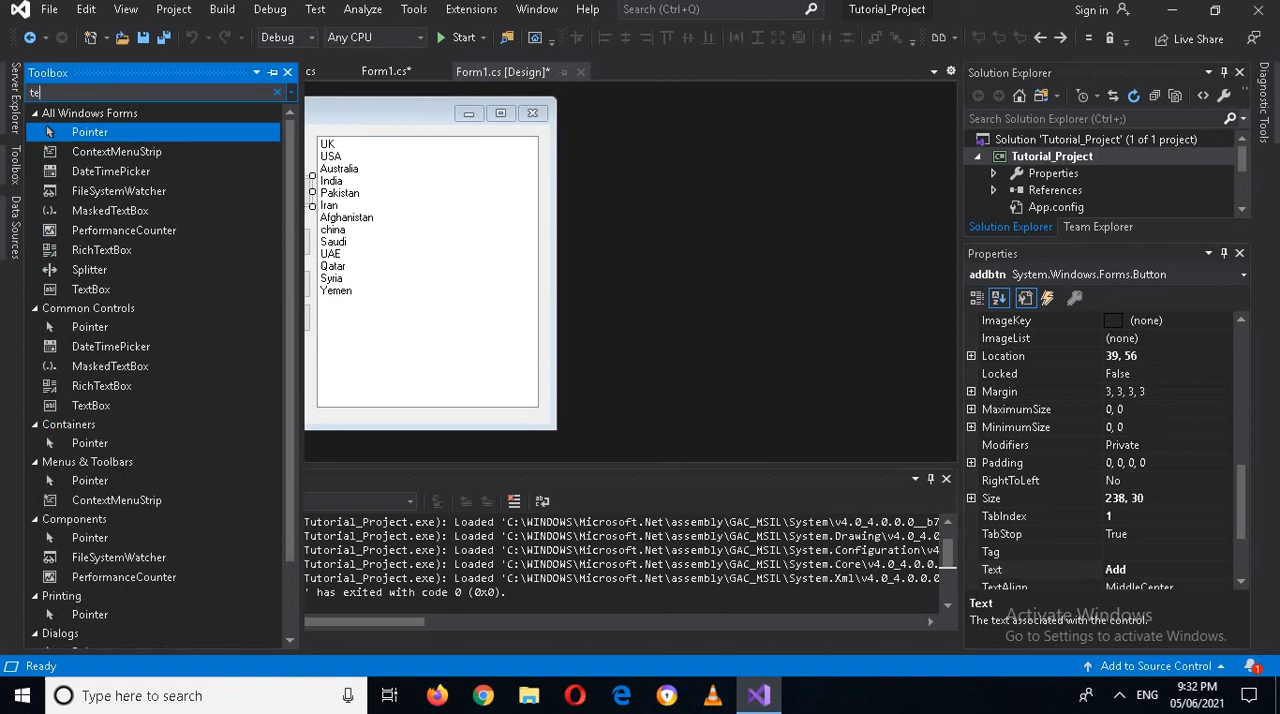 File Edit View Project Build Debug Test Analyze Tools Extensions Window Help Search (Ctrl+Q) Tutorial_Project Sign in
Debug Any CPU Start Live Share
Toolbox
te
All Windows Forms
Pointer
ContextMenuStrip
DateTimePicker
FileSystemWatcher
MaskedTextBox
PerformanceCounter
RichTextBox
Splitter
TextBox
Common Controls
Pointer
DateTimePicker
MaskedTextBox
RichTextBox
TextBox
Containers
Pointer
Menus & Toolbars
Pointer
ContextMenuStrip
Components
Pointer
FileSystemWatcher
PerformanceCounter
Printing
Pointer
Dialogs
Server Explorer
Toolbox
Data Sources
cs Form1.cs* Form1.cs [Design]*
UK
USA
Australia
India
Pakistan
Iran
Afghanistan
china
Saudi
UAE
Qatar
Syria
Yemen
Tutorial_Project.exe): Loaded 'C:\WINDOWS\Microsoft.Net\assembly\GAC_MSIL\System\v4.0_4.0.0.0__b7
Tutorial_Project.exe): Loaded 'C:\WINDOWS\Microsoft.Net\assembly\GAC_MSIL\System.Drawing\v4.0_4.0
Tutorial_Project.exe): Loaded 'C:\WINDOWS\Microsoft.Net\assembly\GAC_MSIL\System.Configuration\v4
Tutorial_Project.exe): Loaded 'C:\WINDOWS\Microsoft.Net\assembly\GAC_MSIL\System.Core\v4.0_4.0.0.
Tutorial_Project.exe): Loaded 'C:\WINDOWS\Microsoft.Net\assembly\GAC_MSIL\System.Xml\v4.0_4.0.0.0
' has exited with code 0 (0x0).
Solution Explorer
Search Solution Explorer (Ctrl+;)
Solution 'Tutorial_Project' (1 of 1 project)
Tutorial_Project
Properties
References
App.config
Solution Explorer Team Explorer
Diagnostic Tools
Properties
addbtn System.Windows.Forms.Button
ImageKey (none)
ImageList (none)
Location 39, 56
Locked False
Margin 3, 3, 3, 3
MaximumSize 0, 0
MinimumSize 0, 0
Modifiers Private
Padding 0, 0, 0, 0
RightToLeft No
Size 238, 30
TabIndex 1
TabStop True
Tag
Text Add
TextAlign MiddleCenter
Text
The text associated with the control.
Activate Windows
Go to Settings to activate Windows.
Ready Add to Source Control 1
Type here to search ENG 9:32 PM
05/06/2021